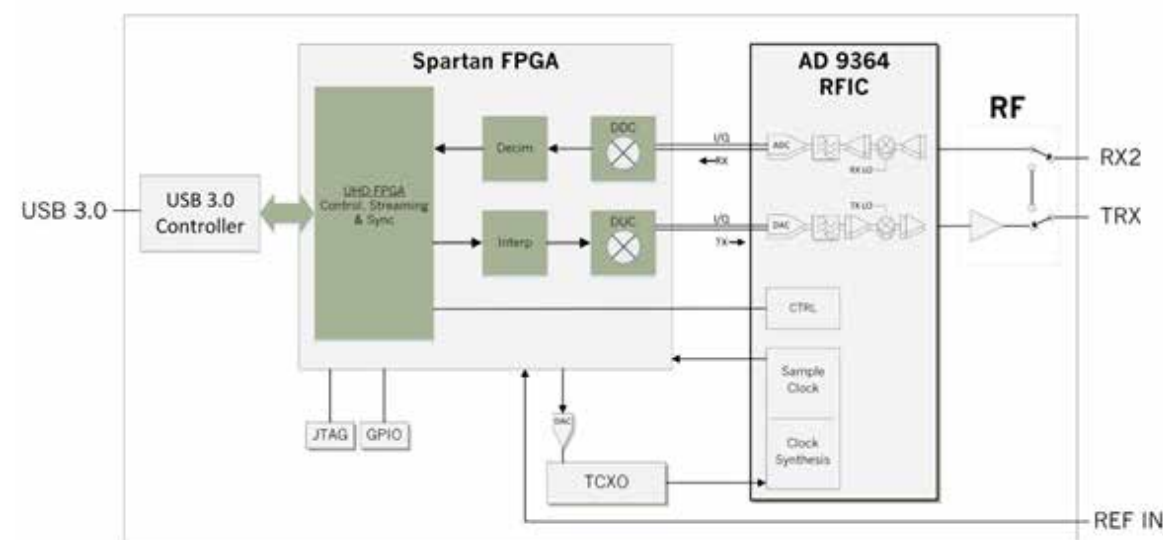 Spartan FPGA
AD 9364
RFIC
RF
USB 3.0
USB 3.0
Controller
UHD FPGA
Control, Streaming
& Sync
Decim
DDC
I/Q
RX
ADC
RX LO
RX2
Interp
DUC
I/Q
TX
DAC
TX LO
TRX
CTRL
Sample
Clock
Clock
Synthesis
JTAG
GPIO
DAC
TCXO
REF IN